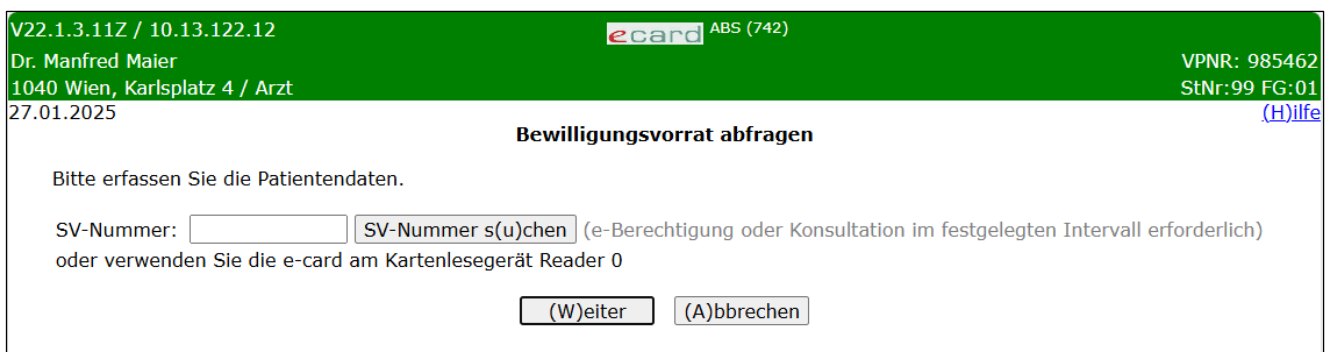 V22.1.3.11Z / 10.13.122.12 ecard ABS (742)
Dr. Manfred Maier VPNR: 985462
1040 Wien, Karlsplatz 4 / Arzt StNr:99 FG:01
27.01.2025 (H)ilfe
Bewilligungsvorrat abfragen
Bitte erfassen Sie die Patientendaten.
SV-Nummer: SV-Nummer s(u)chen (e-Berechtigung oder Konsultation im festgelegten Intervall erforderlich)
oder verwenden Sie die e-card am Kartenlesegerät Reader 0
(W)eiter (A)bbrechen